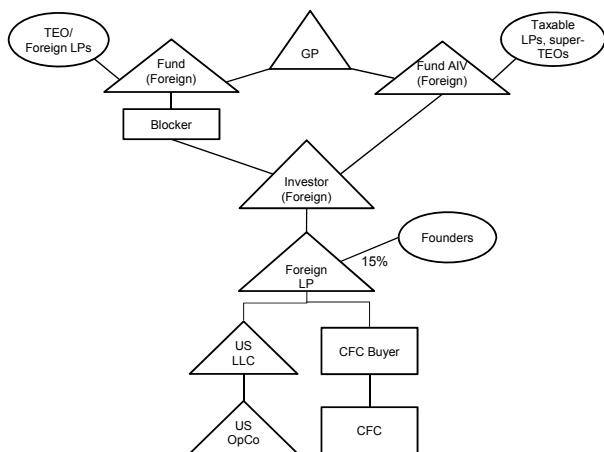 TEO/
Foreign LPs
Fund
(Foreign)
GP
Fund AIV
(Foreign)
Taxable
LPs, super-
TEOs
Blocker
Investor
(Foreign)
Founders
15%
Foreign
LP
US
LLC
CFC Buyer
US
OpCo
CFC